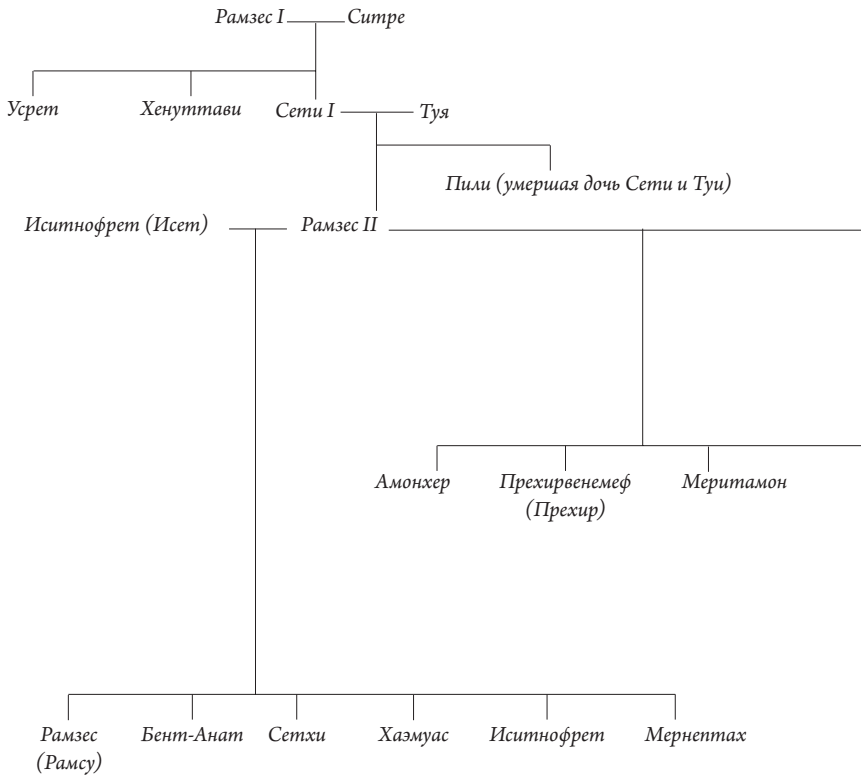 Рамзес I Ситре
Усрет Хенуттави Сети I Туя
Пили (умершая дочь Сети и Туи)
Иситнофрет (Исет) Рамзес II
Амонхер Прехирвенемеф Меритамон
(Прехир)
Рамзес Бент-Анат Сетхи Хаэмуас Иситнофрет Мернептах
(Рамсу)